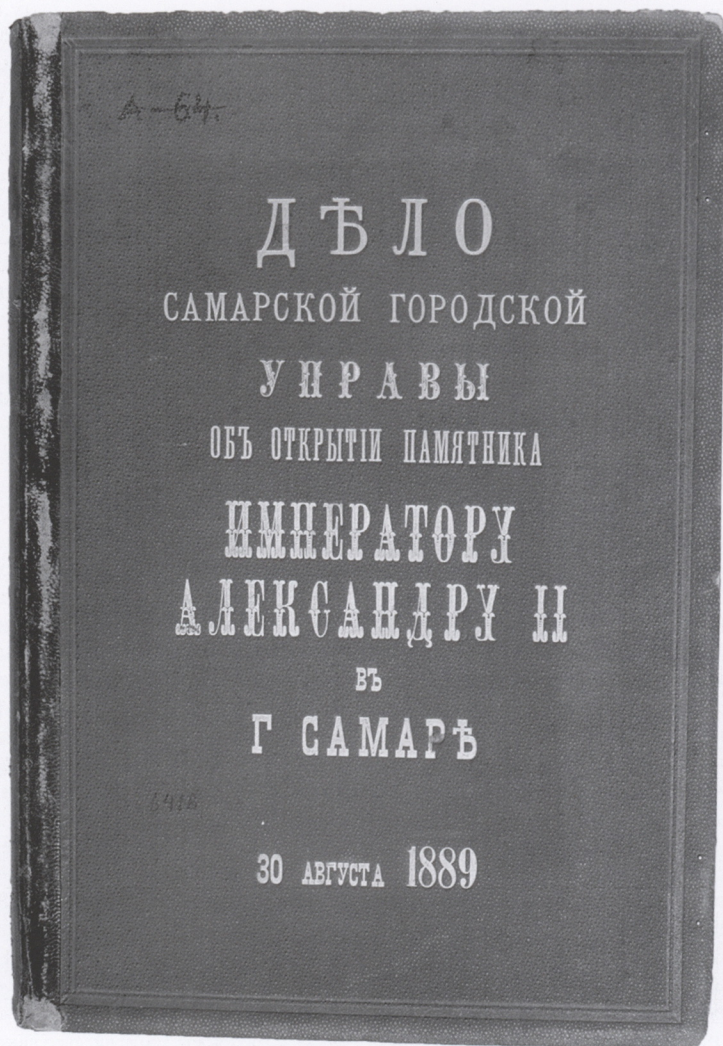 ДѢЛО
САМАРСКОЙ ГОРОДСКОЙ
УПРАВЫ
ОБЪ ОТКРЫТІИ ПАМЯТНИКА
ИМПЕРАТОРУ
АЛЕКСАНДРУ II
ВЪ
Г САМАРѢ
30 АВГУСТА 1889